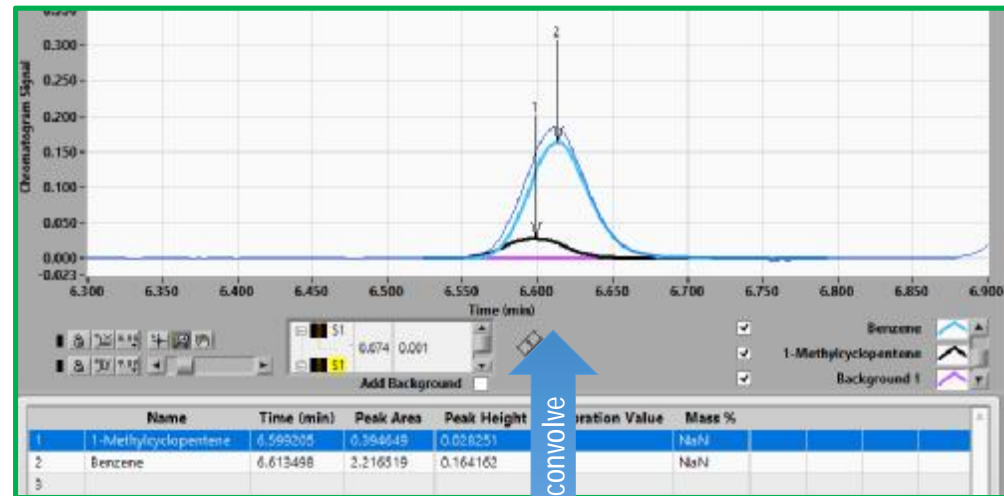 0.300
2
0.250
0.200
1
0.150
0.100
0.050
0.000
-0.023
Chromatogram Signal
6.300 6.350 6.400 6.450 6.500 6.550 6.600 6.650 6.700 6.750 6.800 6.850 6.900
Time (min)
S1
0.674 0.001
S1
Add Background
Benzene
1-Methylcyclopentene
Background 1
convolve
Name Time (min) Peak Area Peak Height ration Value Mass %
1 1-Methylcyclopentene 6.599205 0.394649 0.028251 NaN
2 Benzene 6.613498 2.216519 0.164162 NaN
3